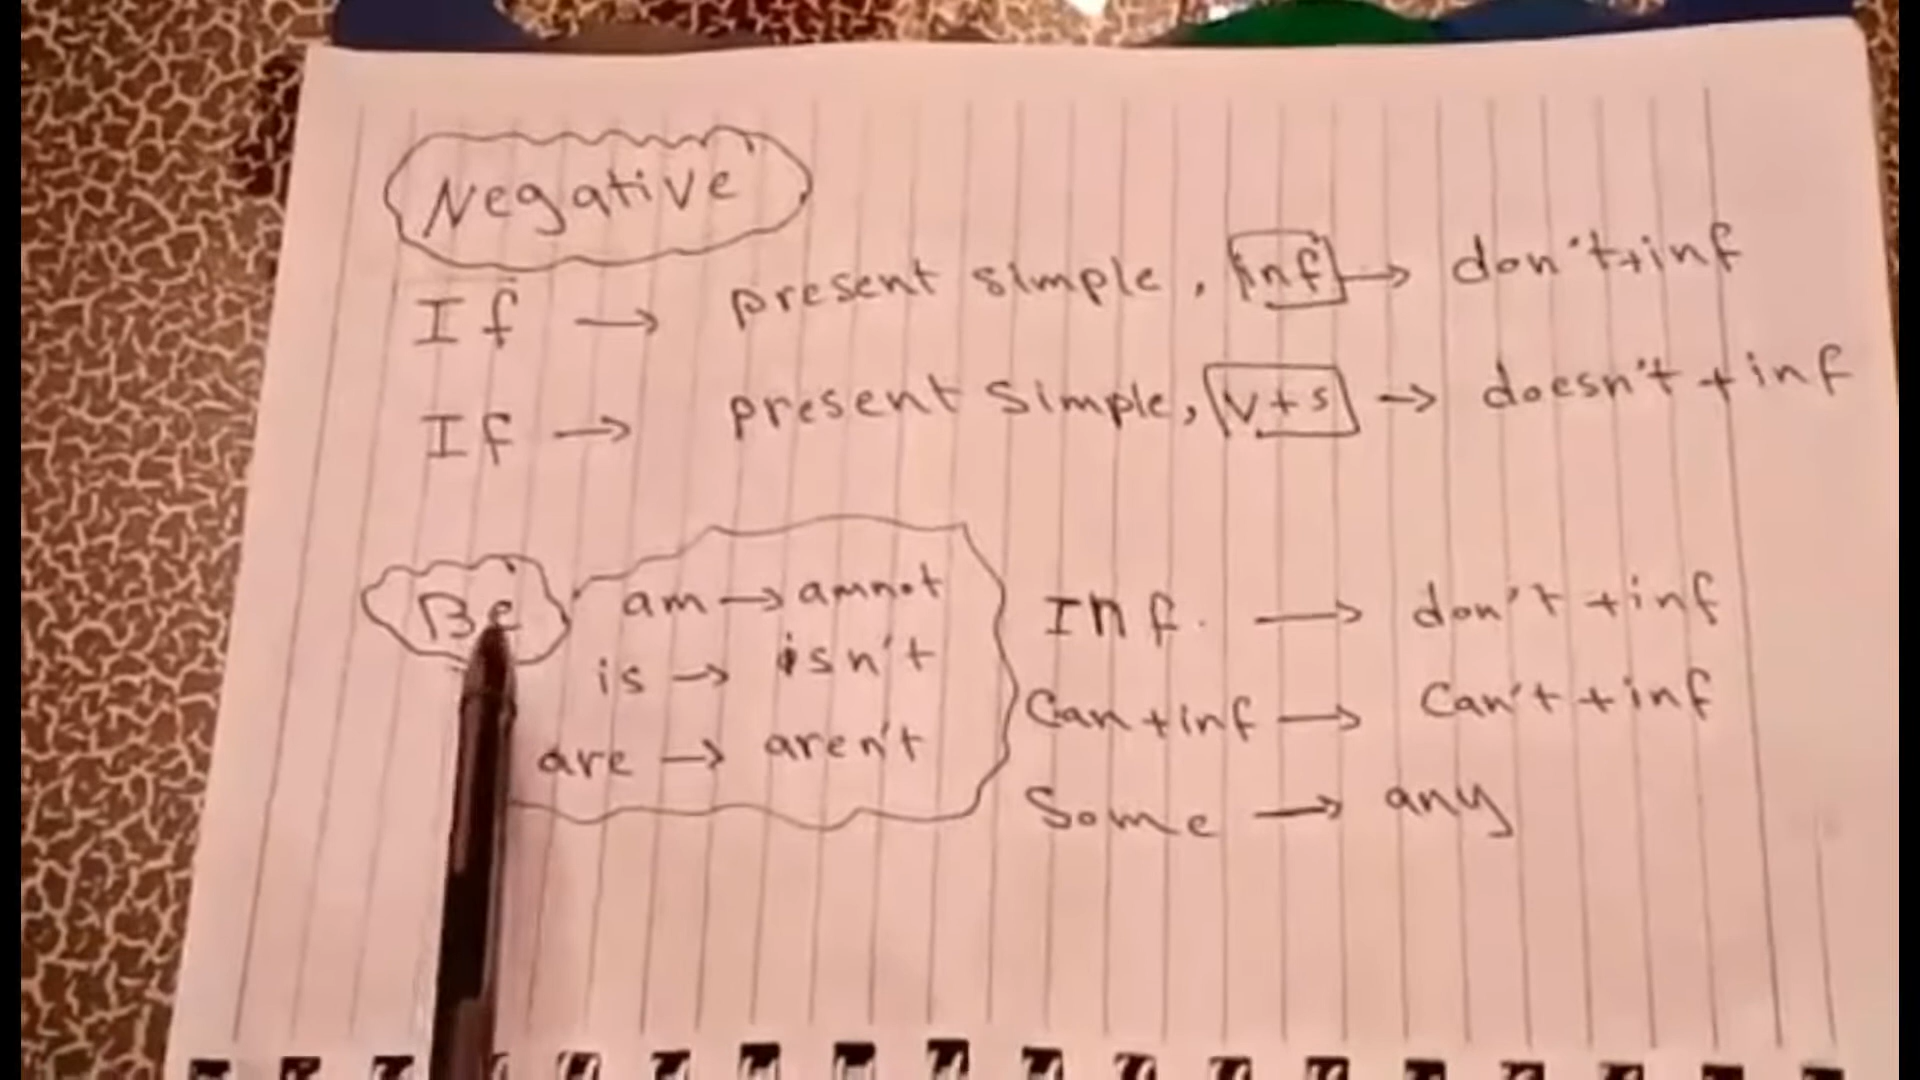 Negative
If → present simple, inf → don't+inf
If → present simple, v+s → doesn't + inf
Be
am → amnot
is → isn't
are → aren't
Inf. → don't + inf
Can + inf → Can't + inf
Some → any